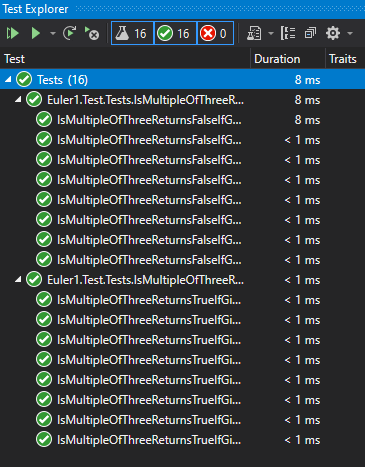 Test Explorer
16 16 0
Test Duration Traits
Tests (16) 8 ms
Euler1.Test.Tests.IsMultipleOfThreeR... 8 ms
IsMultipleOfThreeReturnsFalseIfG... 8 ms
IsMultipleOfThreeReturnsFalseIfG... < 1 ms
IsMultipleOfThreeReturnsFalseIfG... < 1 ms
IsMultipleOfThreeReturnsFalseIfG... < 1 ms
IsMultipleOfThreeReturnsFalseIfG... < 1 ms
IsMultipleOfThreeReturnsFalseIfG... < 1 ms
IsMultipleOfThreeReturnsFalseIfG... < 1 ms
IsMultipleOfThreeReturnsFalseIfG... < 1 ms
Euler1.Test.Tests.IsMultipleOfThreeR... < 1 ms
IsMultipleOfThreeReturnsTrueIfGi... < 1 ms
IsMultipleOfThreeReturnsTrueIfGi... < 1 ms
IsMultipleOfThreeReturnsTrueIfGi... < 1 ms
IsMultipleOfThreeReturnsTrueIfGi... < 1 ms
IsMultipleOfThreeReturnsTrueIfGi... < 1 ms
IsMultipleOfThreeReturnsTrueIfGi... < 1 ms
IsMultipleOfThreeReturnsTrueIfGi... < 1 ms
IsMultipleOfThreeReturnsTrueIfGi... < 1 ms